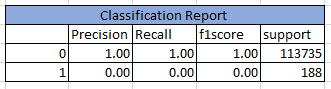 Classification Report
Precision Recall f1score support
0 1.00 1.00 1.00 113735
1 0.00 0.00 0.00 188